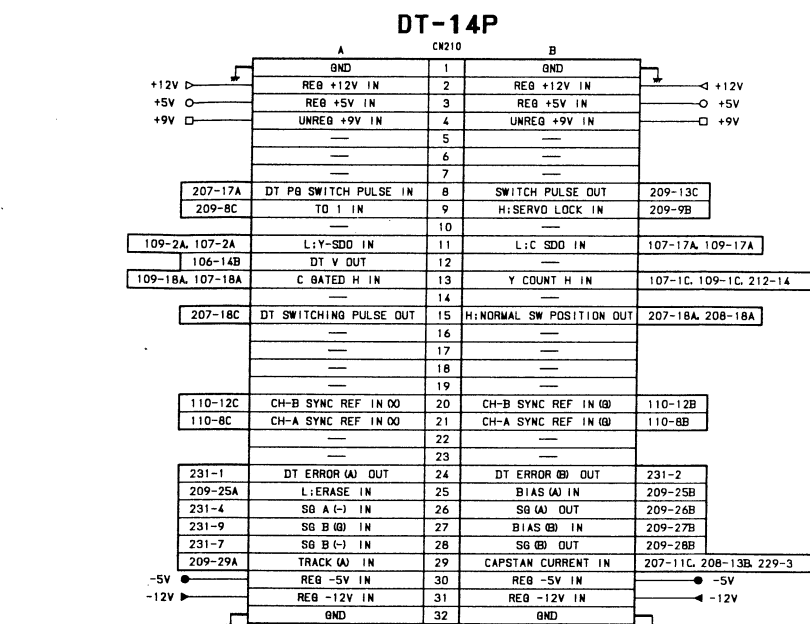 DT-14P
A CN210 B
GND 1 GND
+12V REG +12V IN 2 REG +12V IN +12V
+5V REG +5V IN 3 REG +5V IN +5V
+9V UNREG +9V IN 4 UNREG +9V IN +9V
— 5 —
— 6 —
— 7 —
207-17A DT PG SWITCH PULSE IN 8 SWITCH PULSE OUT 209-13C
209-8C TO 1 IN 9 H:SERVO LOCK IN 209-9B
— 10 —
109-2A, 107-2A L:Y-SDO IN 11 L:C SDO IN 107-17A, 109-17A
106-14B DT V OUT 12 —
109-18A, 107-18A C GATED H IN 13 Y COUNT H IN 107-1C, 109-1C, 212-14
— 14 —
207-18C DT SWITCHING PULSE OUT 15 H:NORMAL SW POSITION OUT 207-18A, 208-18A
— 16 —
— 17 —
— 18 —
— 19 —
110-12C CH-B SYNC REF IN (X) 20 CH-B SYNC REF IN (G) 110-12B
110-8C CH-A SYNC REF IN (X) 21 CH-A SYNC REF IN (G) 110-8B
— 22 —
— 23 —
231-1 DT ERROR (A) OUT 24 DT ERROR (B) OUT 231-2
209-25A L:ERASE IN 25 BIAS (A) IN 209-25B
231-4 SG A (-) IN 26 SG (A) OUT 209-26B
231-9 SG B (G) IN 27 BIAS (B) IN 209-27B
231-7 SG B (-) IN 28 SG (B) OUT 209-28B
209-29A TRACK (A) IN 29 CAPSTAN CURRENT IN 207-11C, 208-13B, 229-3
-5V REG -5V IN 30 REG -5V IN -5V
-12V REG -12V IN 31 REG -12V IN -12V
GND 32 GND